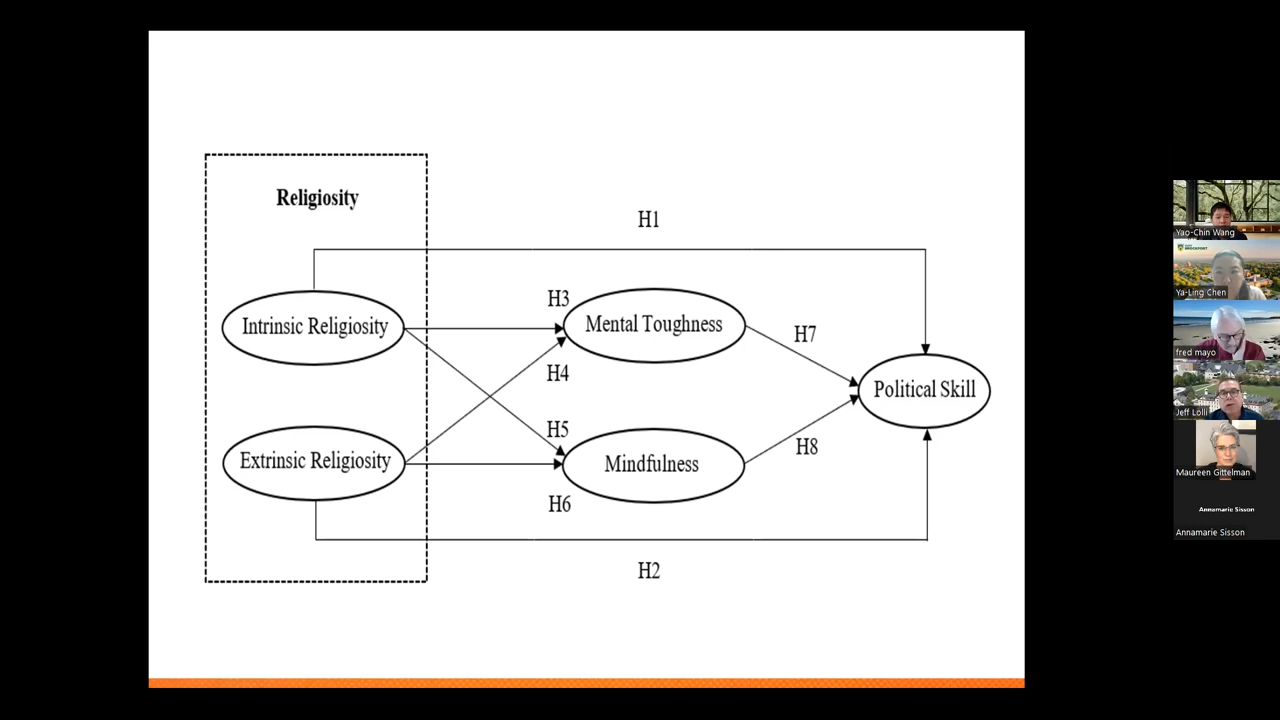 Religiosity
H1
H3
Intrinsic Religiosity
Mental Toughness
H7
H4
Political Skill
H5
H8
Extrinsic Religiosity
Mindfulness
H6
H2
Yao-Chin Wang
BROCKPORT
Ya-Ling Chen
fred mayo
Jeff Lolli
Maureen Gittelman
Annamarie Sisson
Annamarie Sisson